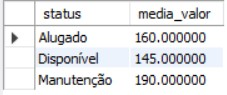 status media_valor
Alugado 160.000000
Disponível 145.000000
Manutenção 190.000000